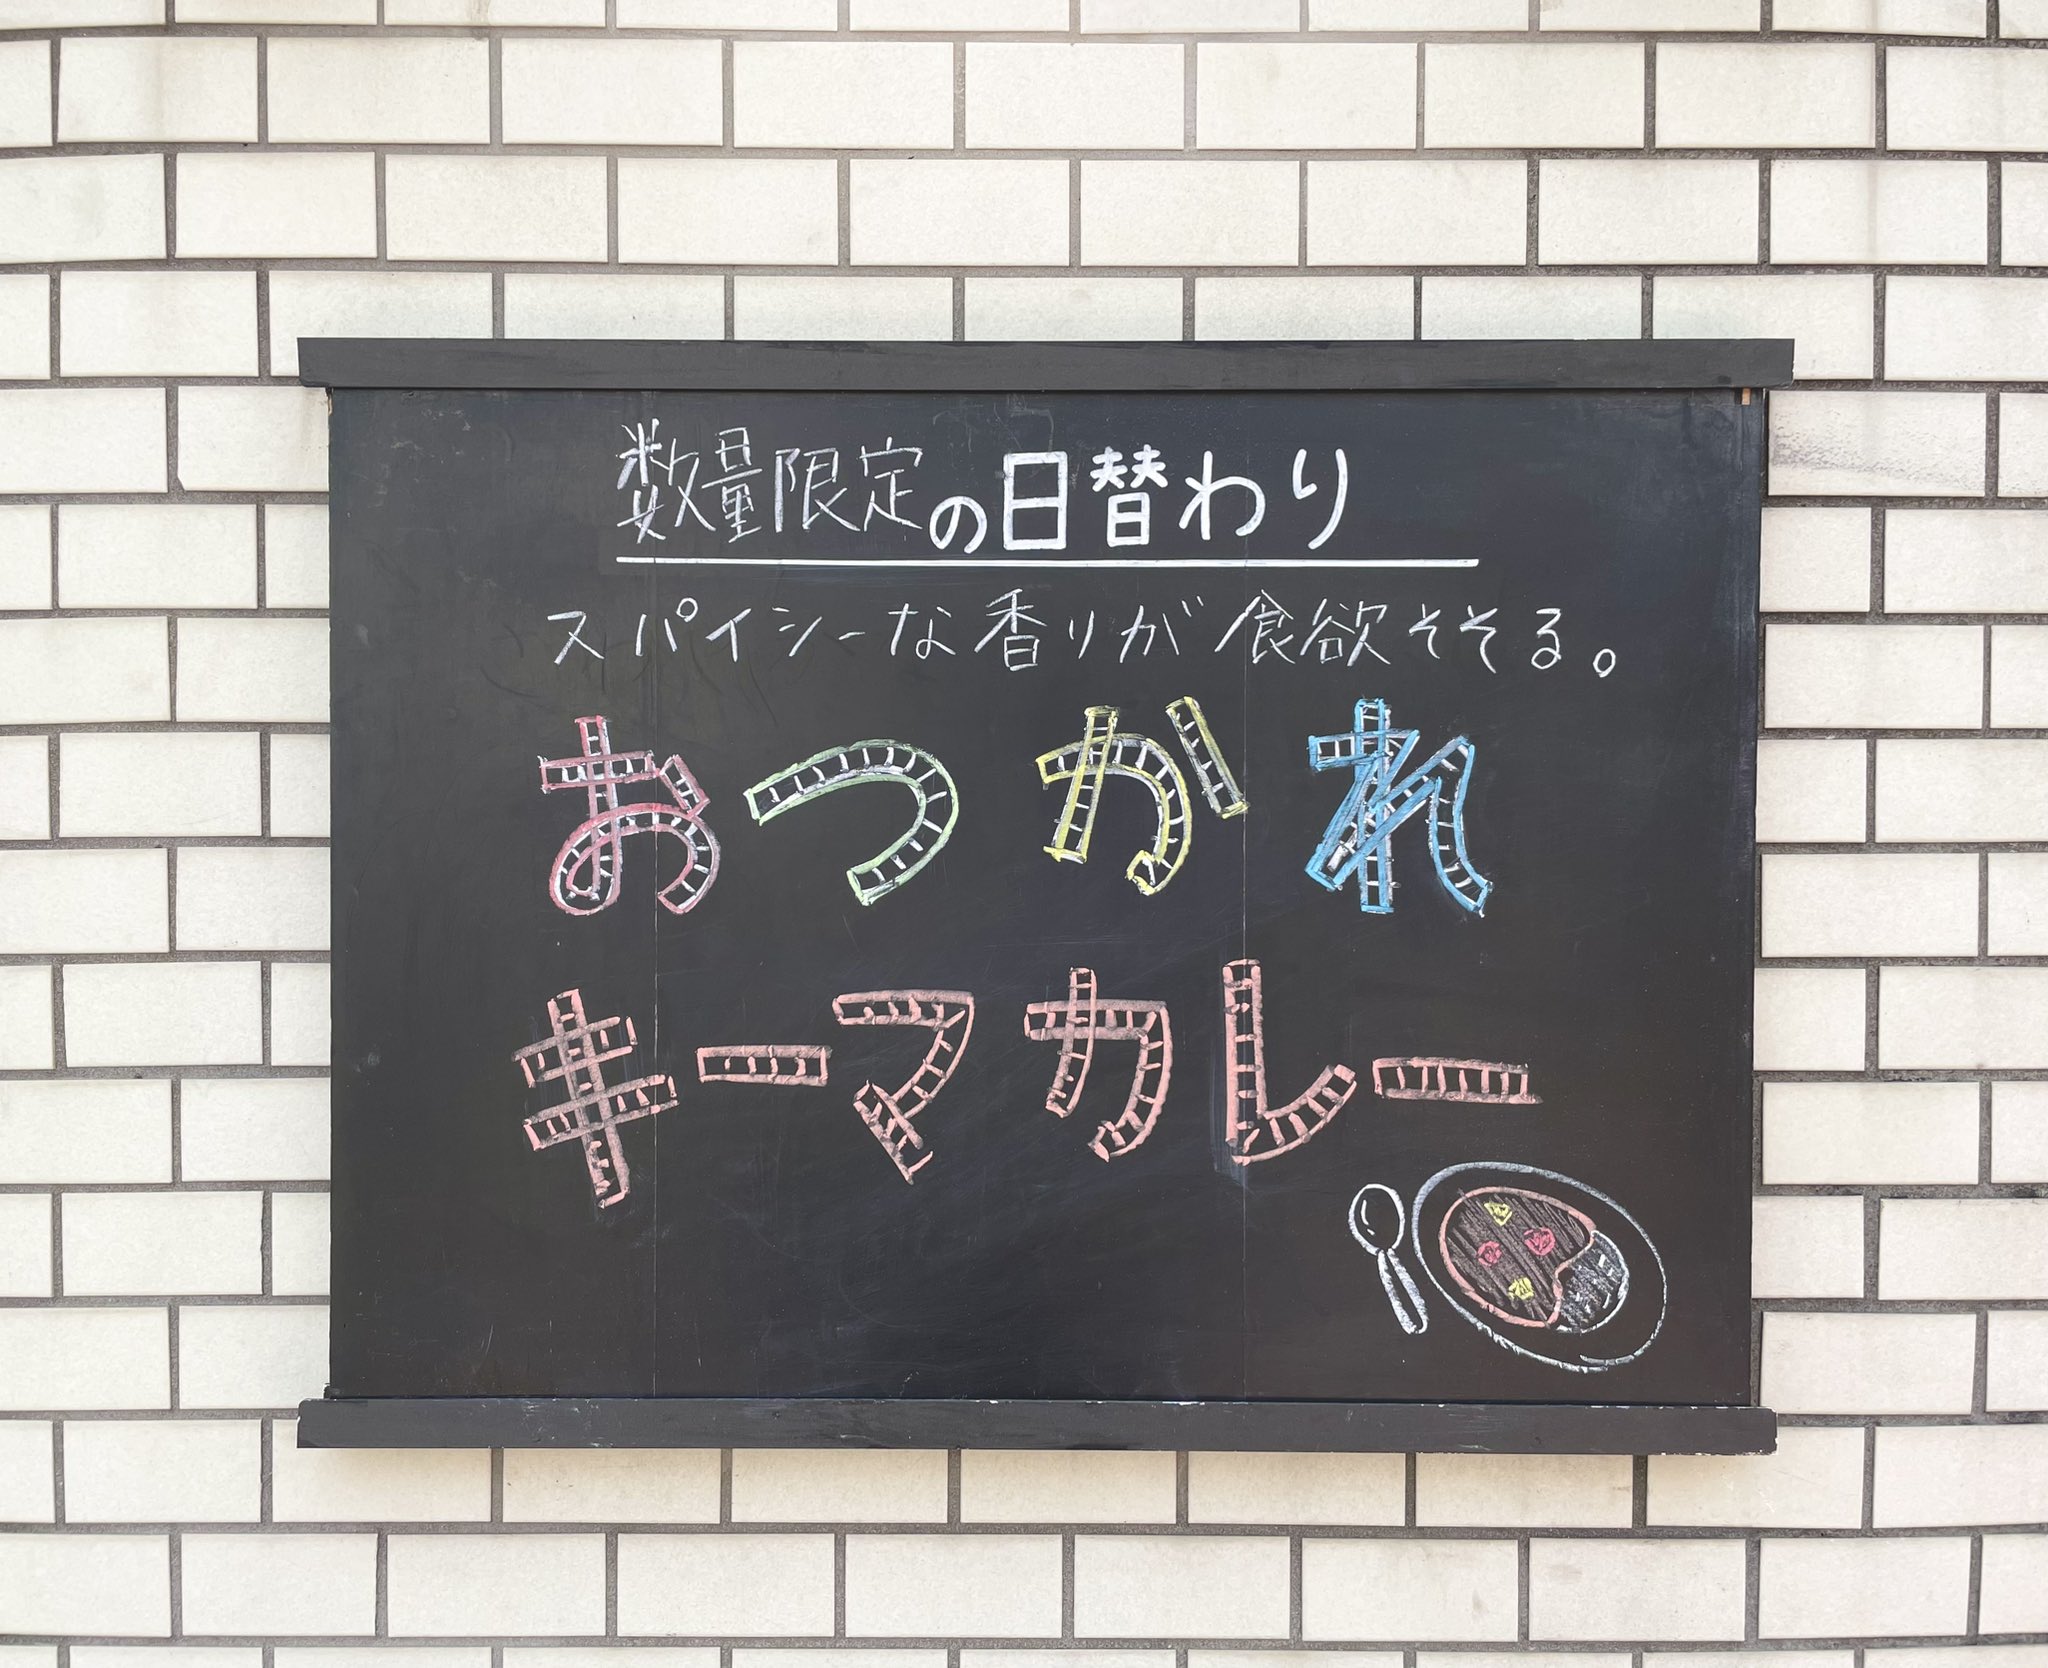 数量限定の日替わり
スパイシーな香りが食欲そそる。
おつかれ
キーマカレー